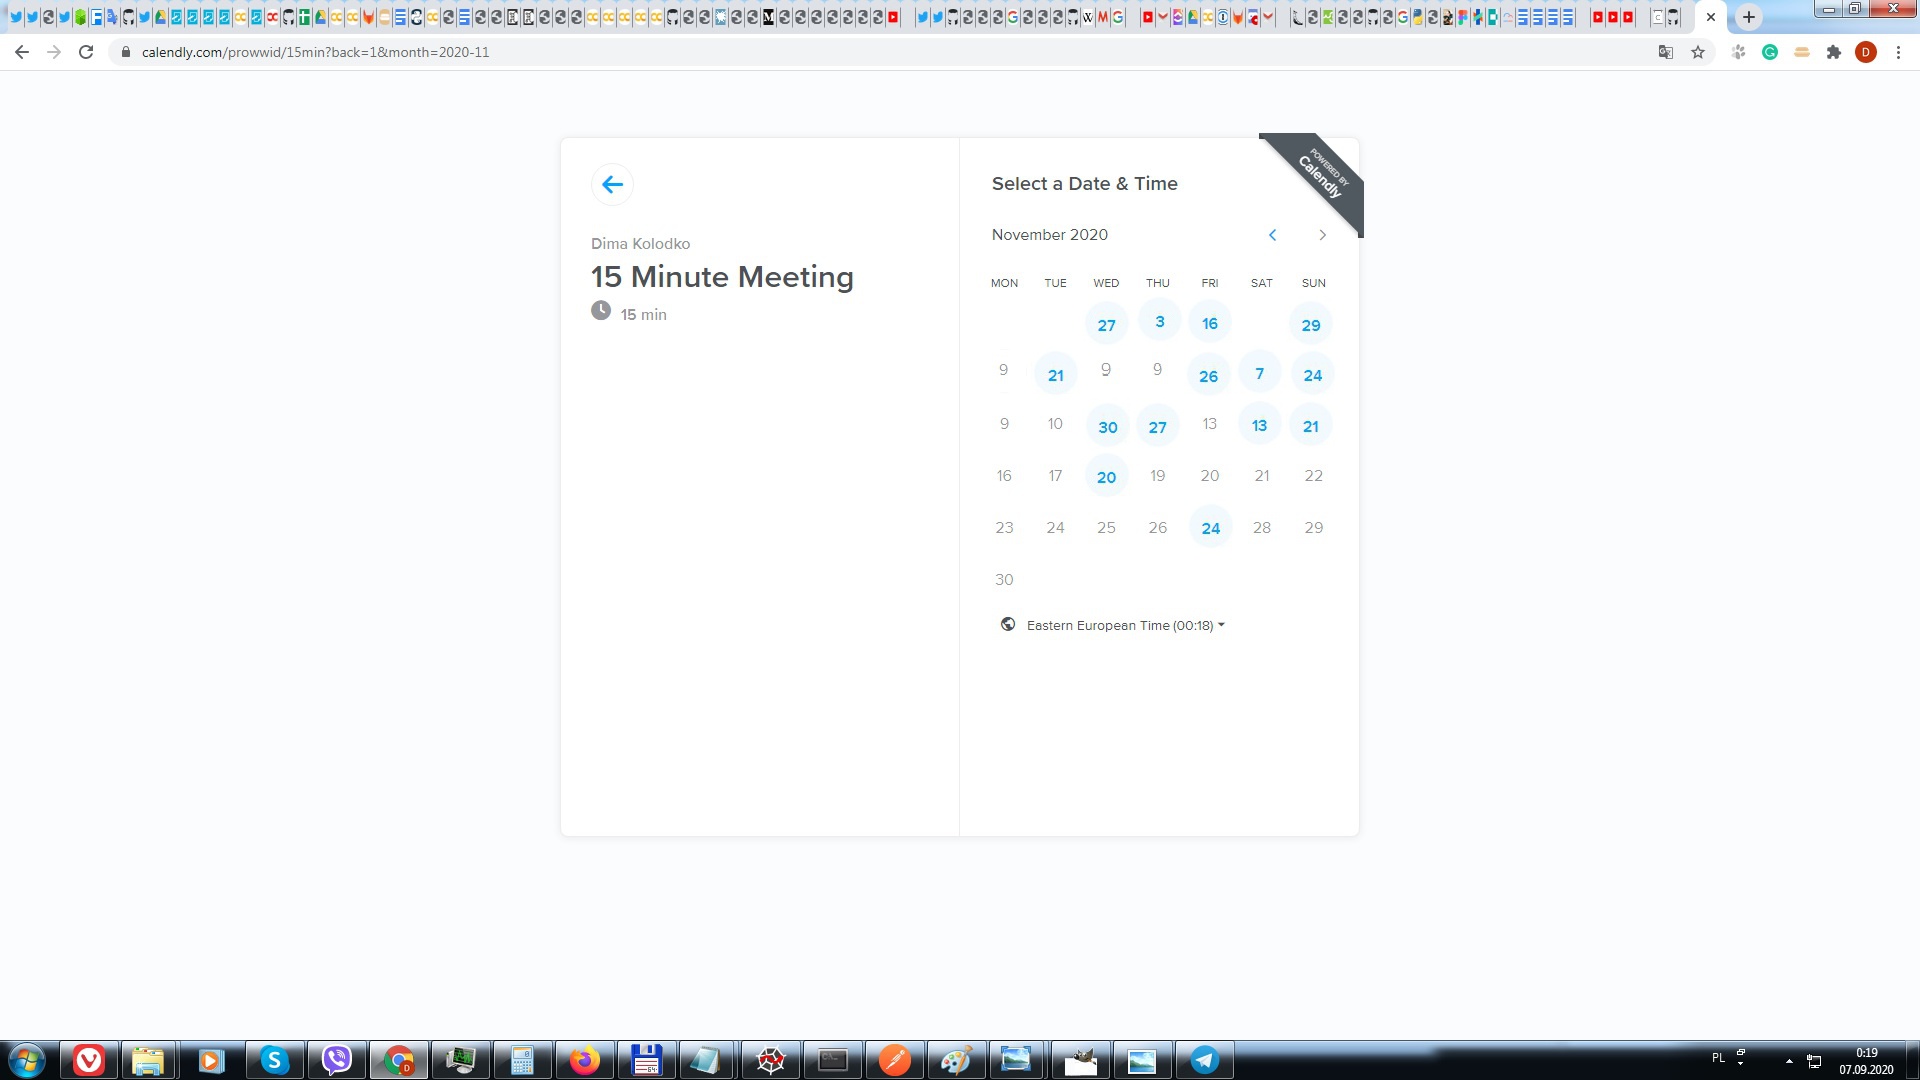 calendly.com/prowwid/15min?back=1&month=2020-11
D
POWERED BY
Calendly
Dima Kolodko
15 Minute Meeting
15 min
Select a Date & Time
November 2020
MON TUE WED THU FRI SAT SUN
27 3 16 29
9 21 9 9 26 7 24
9 10 30 27 13 13 21
16 17 20 19 20 21 22
23 24 25 26 24 28 29
30
Eastern European Time (00:18)
PL
0:19
07.09.2020